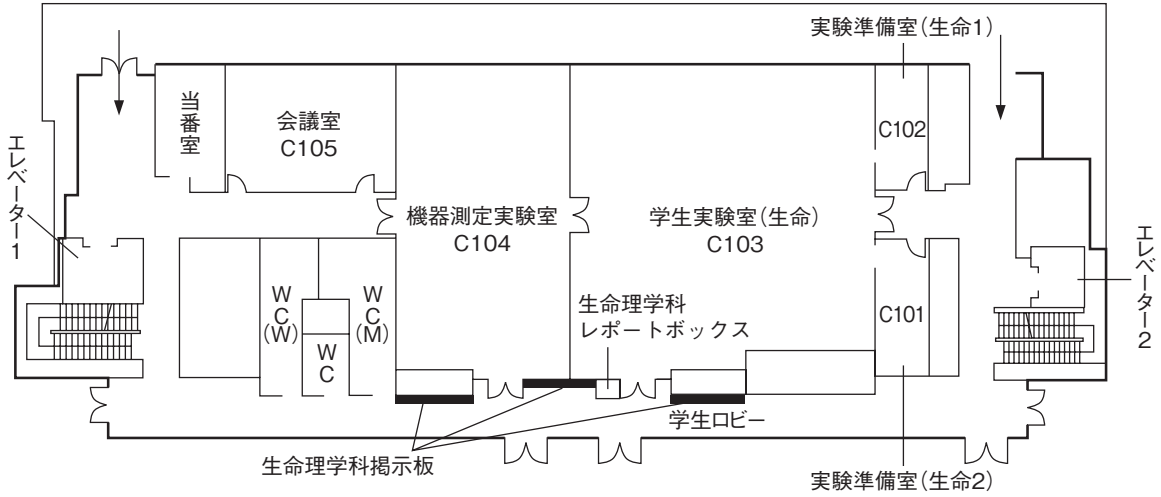 実験準備室（生命1）
当番室
会議室
C105
C102
エレベーター1
機器測定実験室
C104
学生実験室（生命）
C103
エレベーター2
WC
(W)
WC
WC
(M)
生命理学科
レポートボックス
C101
学生ロビー
生命理学科掲示板
実験準備室（生命2）